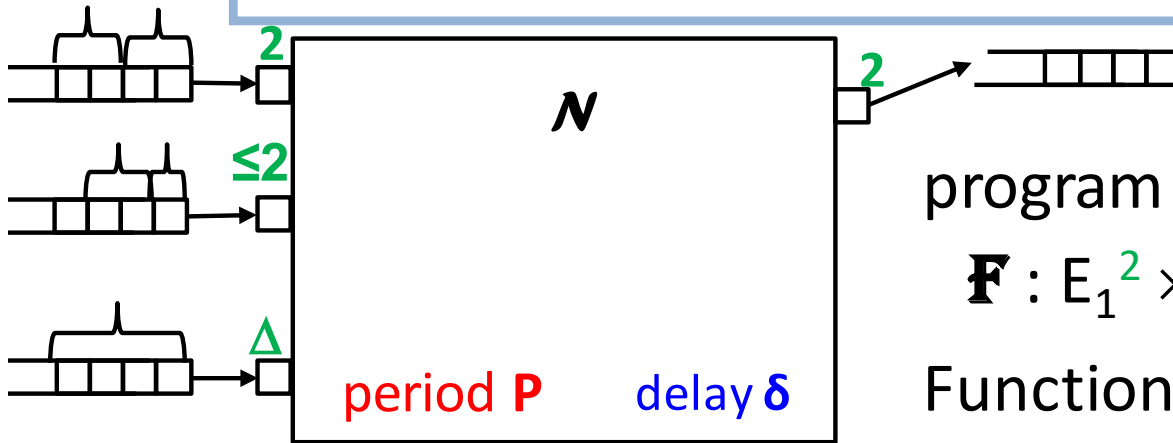 2
2
𝓝
≤2
program
𝐅 : E₁² ×
Δ
period P
delay δ
Function